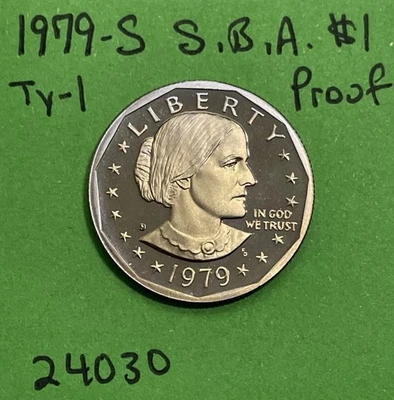 1979-S S.B.A. $1
Ty-1 Proof
LIBERTY
IN GOD
WE TRUST
S
1979
24030